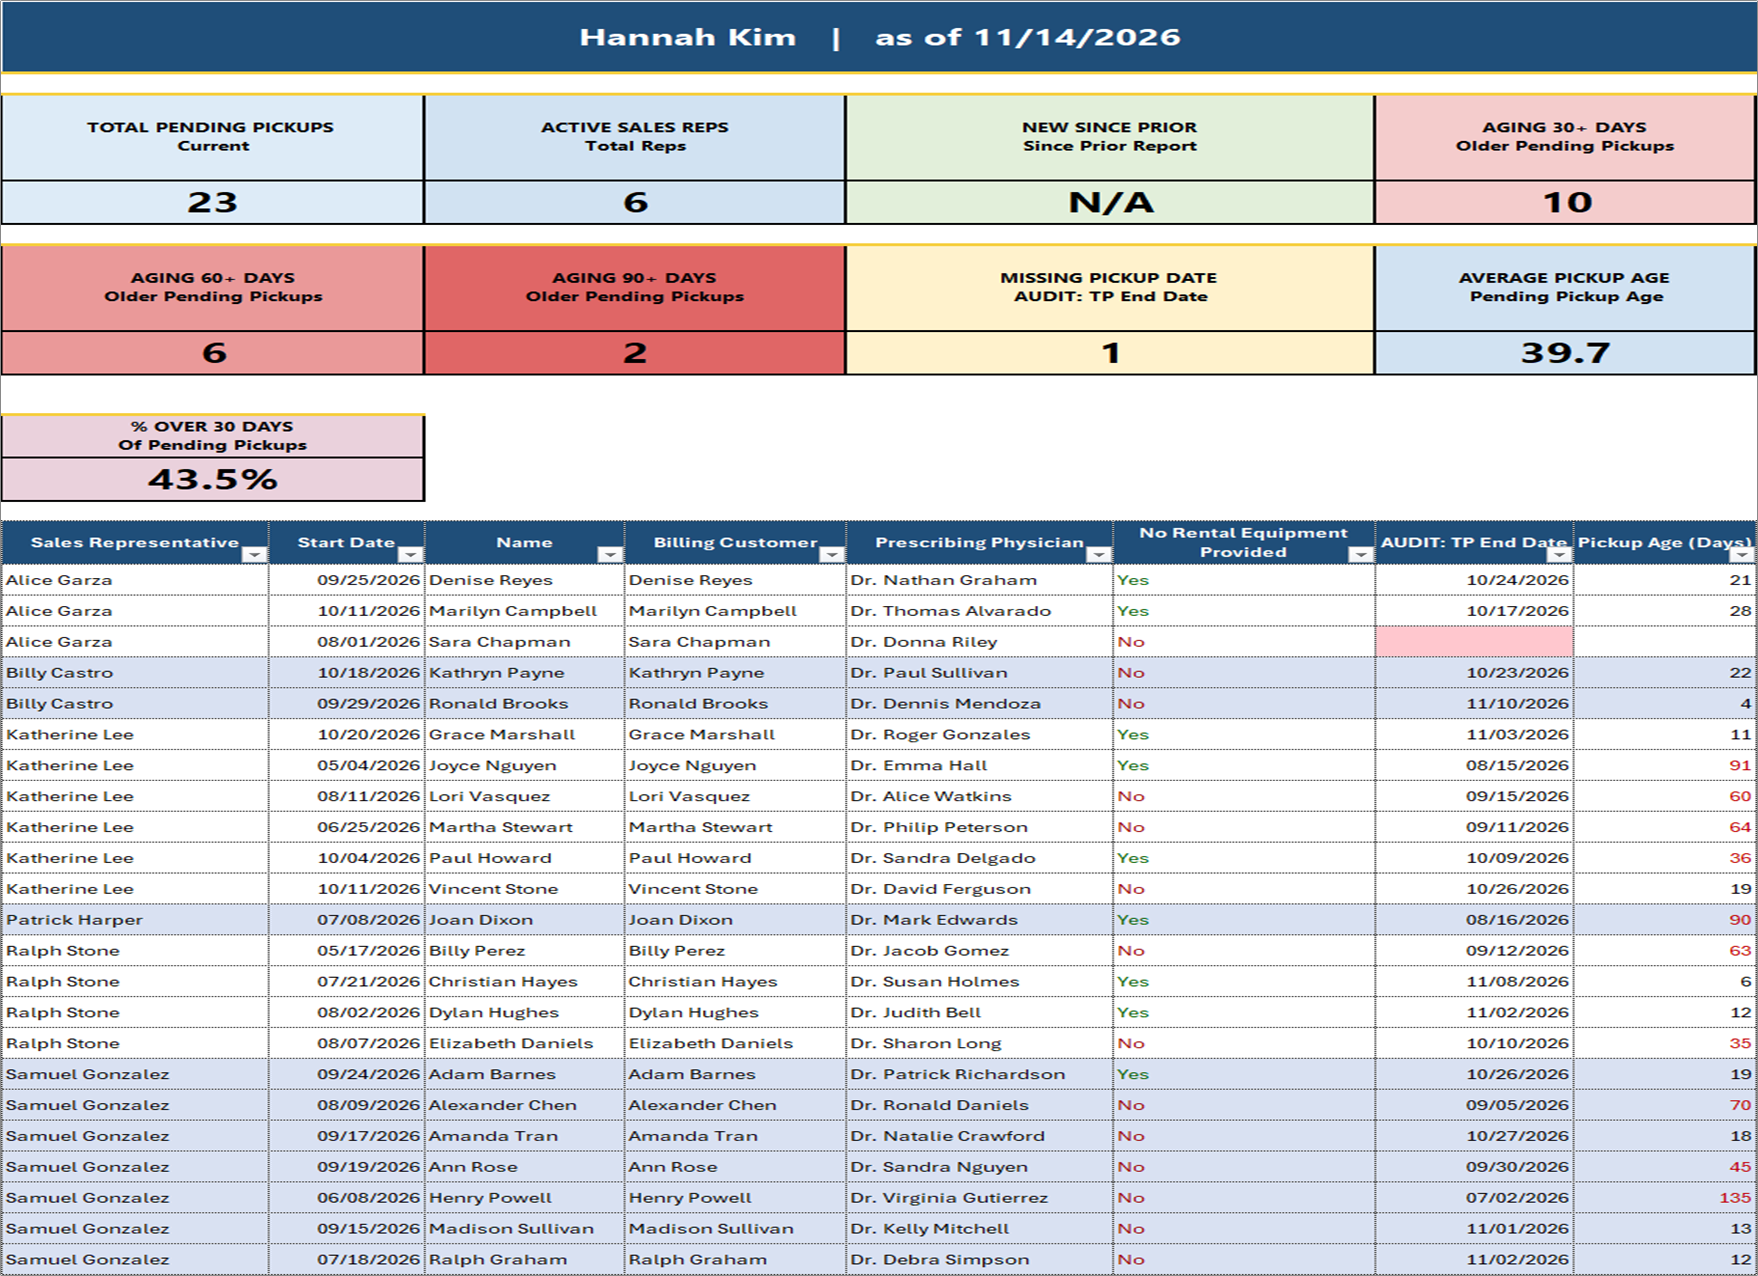 Hannah Kim | as of 11/14/2026
TOTAL PENDING PICKUPS
Current
23
ACTIVE SALES REPS
Total Reps
6
NEW SINCE PRIOR
Since Prior Report
N/A
AGING 30+ DAYS
Older Pending Pickups
10
AGING 60+ DAYS
Older Pending Pickups
6
AGING 90+ DAYS
Older Pending Pickups
2
MISSING PICKUP DATE
AUDIT: TP End Date
1
AVERAGE PICKUP AGE
Pending Pickup Age
39.7
% OVER 30 DAYS
Of Pending Pickups
43.5%
Sales Representative Start Date Name Billing Customer Prescribing Physician No Rental Equipment Provided AUDIT: TP End Date Pickup Age (Days)
Alice Garza 09/25/2026 Denise Reyes Denise Reyes Dr. Nathan Graham Yes 10/24/2026 21
Alice Garza 10/11/2026 Marilyn Campbell Marilyn Campbell Dr. Thomas Alvarado Yes 10/17/2026 28
Alice Garza 08/01/2026 Sara Chapman Sara Chapman Dr. Donna Riley No
Billy Castro 10/18/2026 Kathryn Payne Kathryn Payne Dr. Paul Sullivan No 10/23/2026 22
Billy Castro 09/29/2026 Ronald Brooks Ronald Brooks Dr. Dennis Mendoza No 11/10/2026 4
Katherine Lee 10/20/2026 Grace Marshall Grace Marshall Dr. Roger Gonzales Yes 11/03/2026 11
Katherine Lee 05/04/2026 Joyce Nguyen Joyce Nguyen Dr. Emma Hall Yes 08/15/2026 91
Katherine Lee 08/11/2026 Lori Vasquez Lori Vasquez Dr. Alice Watkins No 09/15/2026 60
Katherine Lee 06/25/2026 Martha Stewart Martha Stewart Dr. Philip Peterson No 09/11/2026 64
Katherine Lee 10/04/2026 Paul Howard Paul Howard Dr. Sandra Delgado Yes 10/09/2026 36
Katherine Lee 10/11/2026 Vincent Stone Vincent Stone Dr. David Ferguson No 10/26/2026 19
Patrick Harper 07/08/2026 Joan Dixon Joan Dixon Dr. Mark Edwards Yes 08/16/2026 90
Ralph Stone 05/17/2026 Billy Perez Billy Perez Dr. Jacob Gomez No 09/12/2026 63
Ralph Stone 07/21/2026 Christian Hayes Christian Hayes Dr. Susan Holmes Yes 11/08/2026 6
Ralph Stone 08/02/2026 Dylan Hughes Dylan Hughes Dr. Judith Bell Yes 11/02/2026 12
Ralph Stone 08/07/2026 Elizabeth Daniels Elizabeth Daniels Dr. Sharon Long No 10/10/2026 35
Samuel Gonzalez 09/24/2026 Adam Barnes Adam Barnes Dr. Patrick Richardson Yes 10/26/2026 19
Samuel Gonzalez 08/09/2026 Alexander Chen Alexander Chen Dr. Ronald Daniels No 09/05/2026 70
Samuel Gonzalez 09/17/2026 Amanda Tran Amanda Tran Dr. Natalie Crawford No 10/27/2026 18
Samuel Gonzalez 09/19/2026 Ann Rose Ann Rose Dr. Sandra Nguyen No 09/30/2026 45
Samuel Gonzalez 06/08/2026 Henry Powell Henry Powell Dr. Virginia Gutierrez No 07/02/2026 135
Samuel Gonzalez 09/15/2026 Madison Sullivan Madison Sullivan Dr. Kelly Mitchell No 11/01/2026 13
Samuel Gonzalez 07/18/2026 Ralph Graham Ralph Graham Dr. Debra Simpson No 11/02/2026 12